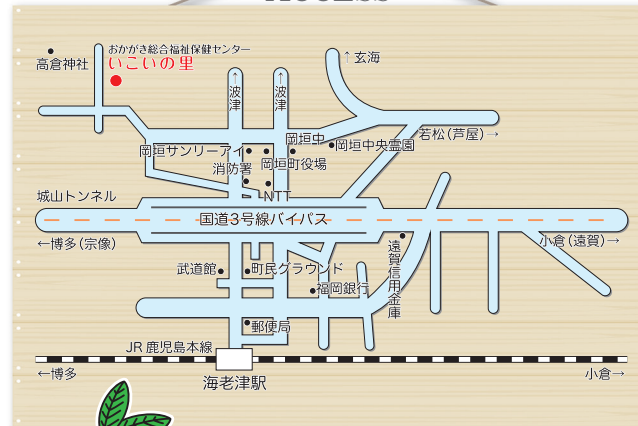 Access
おかがき総合福祉保健センター
いこいの里
高倉神社
↑玄海
←波津
←波津
若松(芦屋)→
岡垣中
岡垣サンリーアイ
岡垣町役場
岡垣中央霊園
消防署
NTT
城山トンネル
国道3号線バイパス
←博多(宗像)
小倉(遠賀)→
遠賀信用金庫
武道館
町民グラウンド
福岡銀行
郵便局
JR鹿児島本線
←博多
海老津駅
小倉→